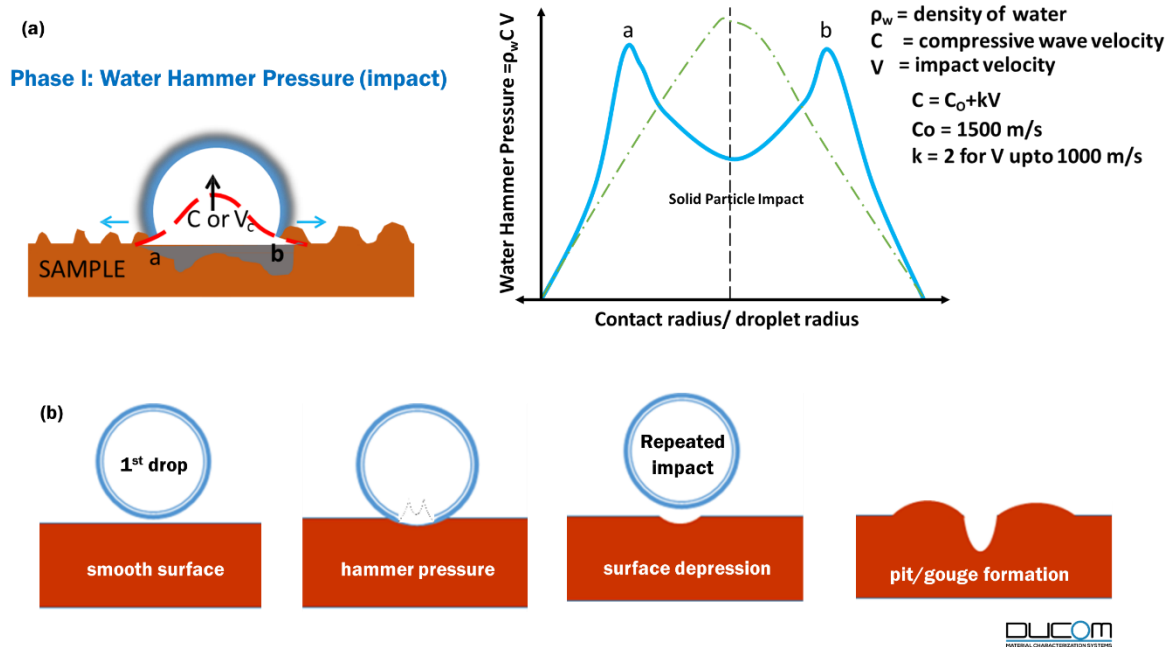 (a)
Phase I: Water Hammer Pressure (impact)
C or Vc
a
b
SAMPLE
Water Hammer Pressure =ρwC V
a
b
Solid Particle Impact
Contact radius/ droplet radius
ρw = density of water
C = compressive wave velocity
V = impact velocity
C = CO+kV
Co = 1500 m/s
k = 2 for V upto 1000 m/s
(b)
1st drop
smooth surface
hammer pressure
Repeated
impact
surface depression
pit/gouge formation
DUCOM
MATERIAL CHARACTERIZATION SYSTEMS